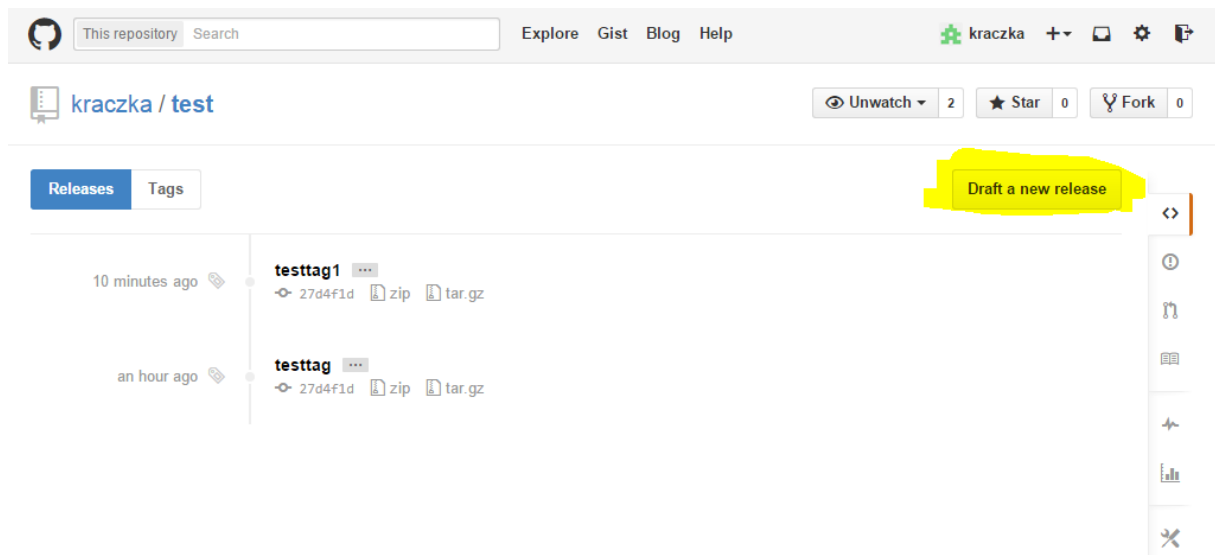 This repository Search Explore Gist Blog Help kraczka
kraczka / test Unwatch 2 Star 0 Fork 0
Releases Tags Draft a new release
testtag1 ...
10 minutes ago 27d4f1d zip tar.gz
testtag ...
an hour ago 27d4f1d zip tar.gz